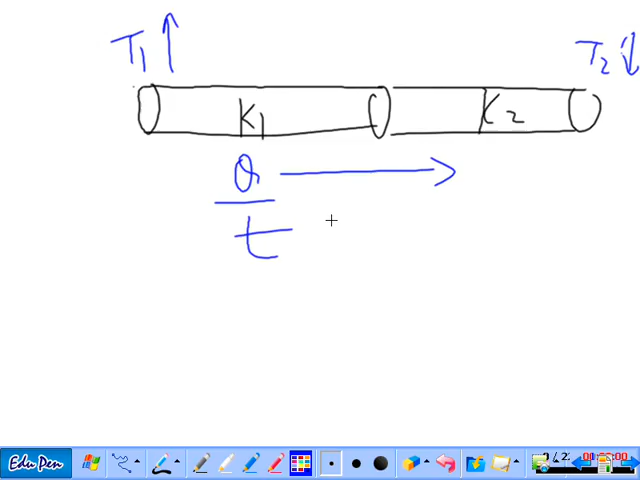 T₁ ↑
T₂ ↓
K₁
K₂
Q →
t
Edu Pen